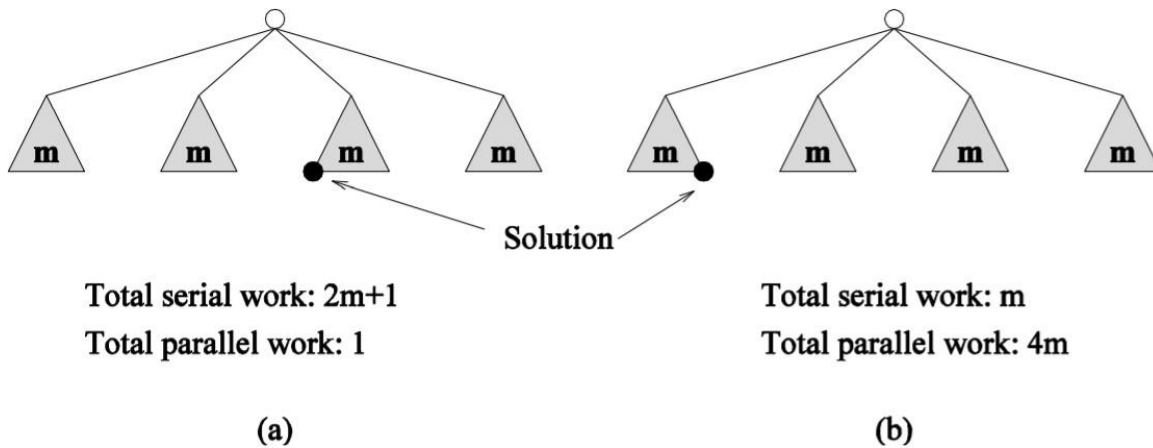 m m m m
m m m m
Solution
Total serial work: 2m+1
Total parallel work: 1
Total serial work: m
Total parallel work: 4m
(a)
(b)